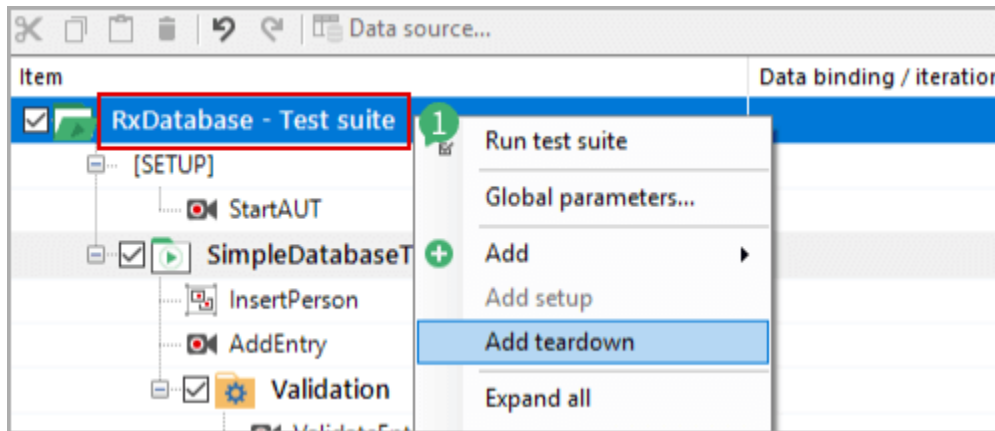 Data source...
Item
Data binding / iteration
RxDatabase - Test suite
1
Run test suite
[SETUP]
Global parameters...
StartAUT
SimpleDatabaseT
Add
InsertPerson
Add setup
AddEntry
Add teardown
Validation
Expand all